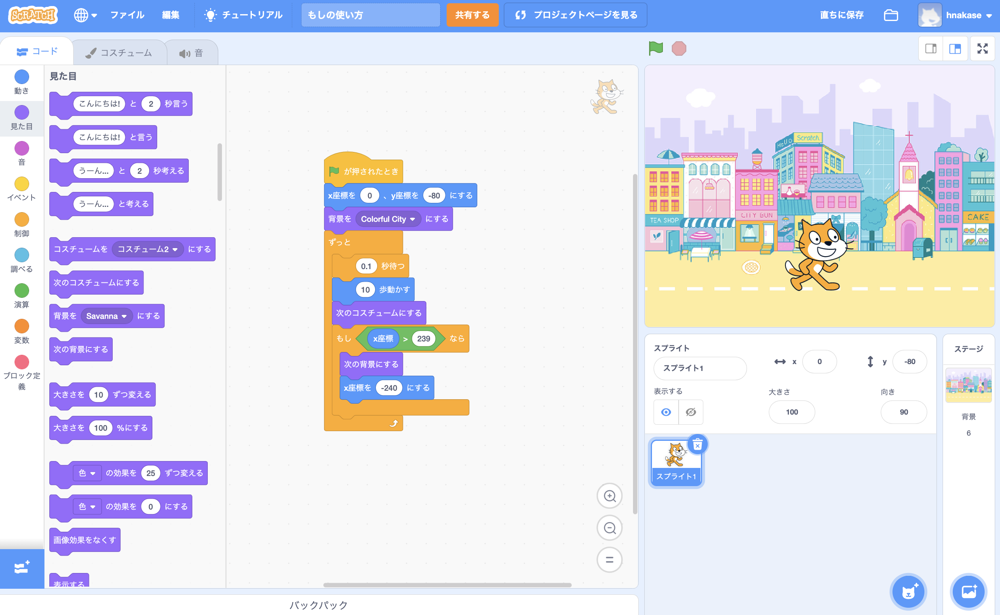 SCRATCH
ファイル
編集
チュートリアル
もしの使い方
共有する
プロジェクトページを見る
直ちに保存
hnakase
コード
コスチューム
音
動き
見た目
音
イベント
制御
調べる
演算
変数
ブロック定
義
見た目
こんにちは! と 2 秒言う
こんにちは! と言う
うーん... と 2 秒考える
うーん... と考える
コスチュームを コスチューム2 にする
次のコスチュームにする
背景を Savanna にする
次の背景にする
大きさを 10 ずつ変える
大きさを 100 %にする
色 の効果を 25 ずつ変える
色 の効果を 0 にする
画像効果をなくす
表示する
が押されたとき
x座標を 0 、y座標を -80 にする
背景を Colorful City にする
ずっと
0.1 秒待つ
10 歩動かす
次のコスチュームにする
もし x座標 > 239 なら
次の背景にする
x座標を -240 にする
バックパック
Hello
Scratch
TEA SHOP
CITY BUN
CAKE
スプライト
スプライト1
x 0
y -80
表示する
大きさ
100
向き
90
スプライト1
ステージ
背景
6